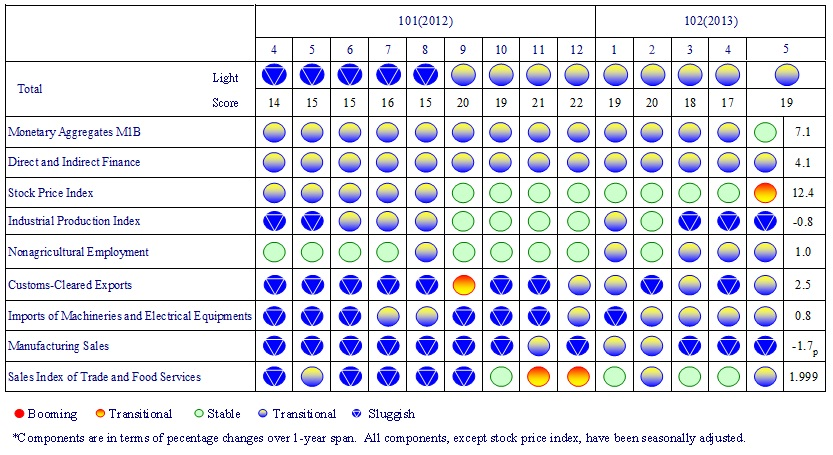 101(2012) 102(2013)
4 5 6 7 8 9 10 11 12 1 2 3 4 5
Total Light
Score 14 15 15 16 15 20 19 21 22 19 20 18 17 19
Monetary Aggregates M1B 7.1
Direct and Indirect Finance 4.1
Stock Price Index 12.4
Industrial Production Index -0.8
Nonagricultural Employment 1.0
Customs-Cleared Exports 2.5
Imports of Machineries and Electrical Equipments 0.8
Manufacturing Sales -1.7p
Sales Index of Trade and Food Services 1.999
Booming Transitional Stable Transitional Sluggish
*Components are in terms of pecentage changes over 1-year span. All components, except stock price index, have been seasonally adjusted.